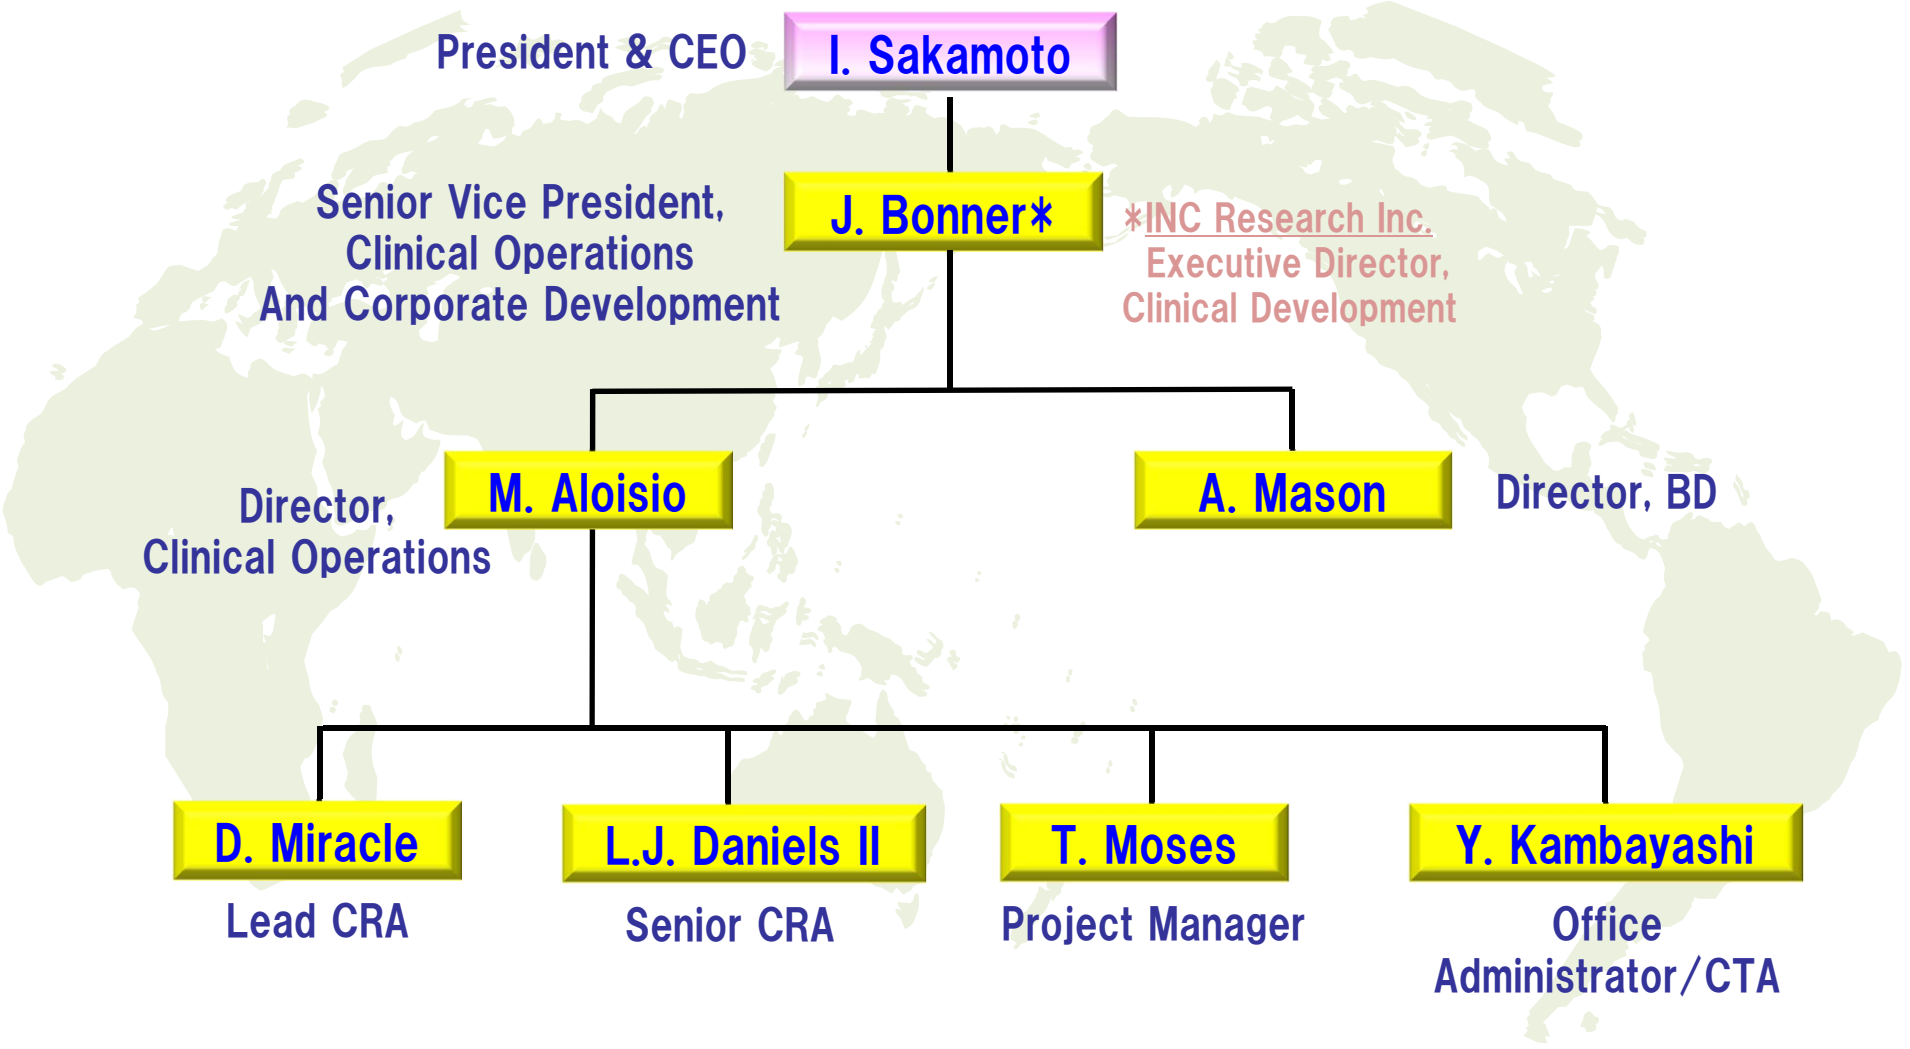 President & CEO
I. Sakamoto
Senior Vice President,
Clinical Operations
And Corporate Development
J. Bonner*
*INC Research Inc.
Executive Director,
Clinical Development
Director,
Clinical Operations
M. Aloisio
A. Mason
Director, BD
D. Miracle
Lead CRA
L.J. Daniels II
Senior CRA
T. Moses
Project Manager
Y. Kambayashi
Office
Administrator/CTA